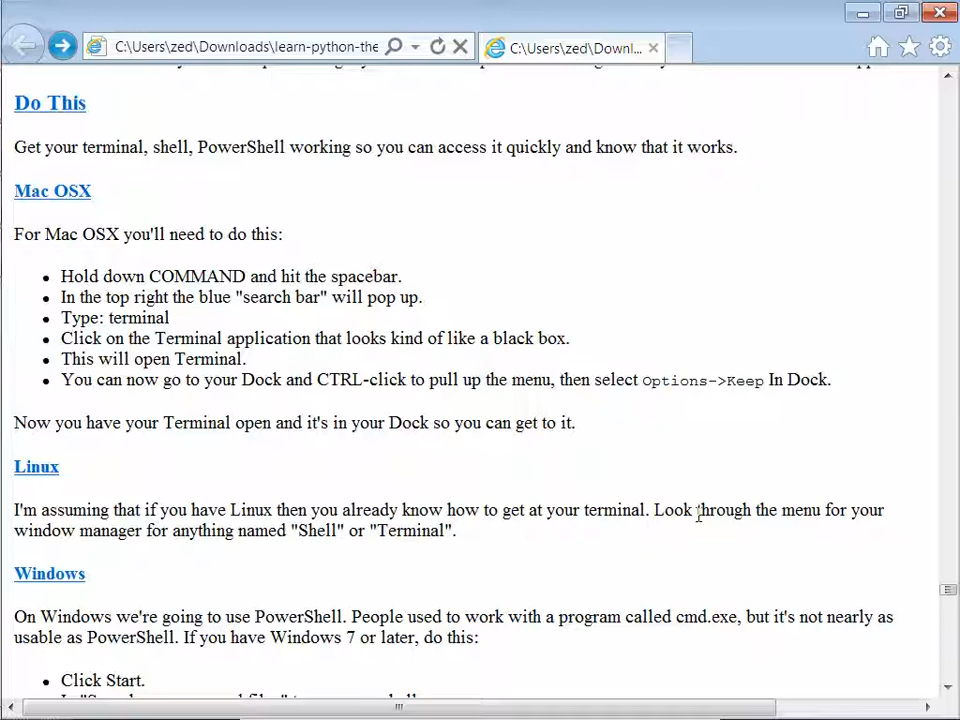 C:\Users\zed\Downloads\learn-python-the
C:\Users\zed\Downl...
Do This
Get your terminal, shell, PowerShell working so you can access it quickly and know that it works.
Mac OSX
For Mac OSX you'll need to do this:
Hold down COMMAND and hit the spacebar.
In the top right the blue "search bar" will pop up.
Type: terminal
Click on the Terminal application that looks kind of like a black box.
This will open Terminal.
You can now go to your Dock and CTRL-click to pull up the menu, then select Options->Keep In Dock.
Now you have your Terminal open and it's in your Dock so you can get to it.
Linux
I'm assuming that if you have Linux then you already know how to get at your terminal. Look through the menu for your
window manager for anything named "Shell" or "Terminal".
Windows
On Windows we're going to use PowerShell. People used to work with a program called cmd.exe, but it's not nearly as
usable as PowerShell. If you have Windows 7 or later, do this:
Click Start.